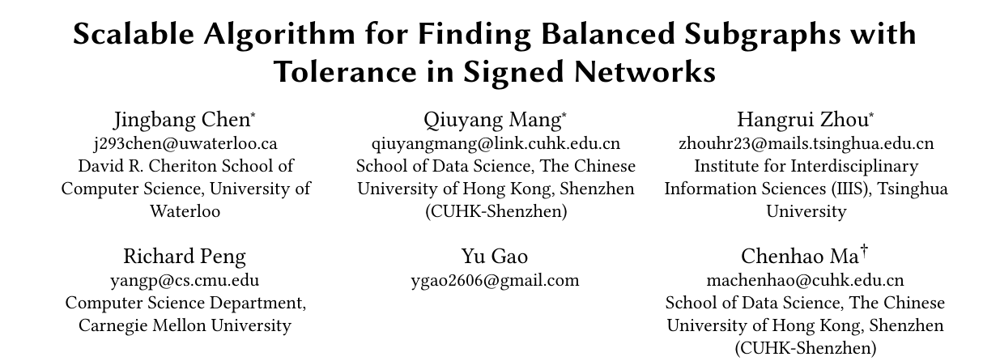 Scalable Algorithm for Finding Balanced Subgraphs with
Tolerance in Signed Networks
Jingbang Chen*
j293chen@uwaterloo.ca
David R. Cheriton School of
Computer Science, University of
Waterloo
Qiuyang Mang*
qiuyangmang@link.cuhk.edu.cn
School of Data Science, The Chinese
University of Hong Kong, Shenzhen
(CUHK-Shenzhen)
Hangrui Zhou*
zhouhr23@mails.tsinghua.edu.cn
Institute for Interdisciplinary
Information Sciences (IIIS), Tsinghua
University
Richard Peng
yangp@cs.cmu.edu
Computer Science Department,
Carnegie Mellon University
Yu Gao
ygao2606@gmail.com
Chenhao Ma†
machenhao@cuhk.edu.cn
School of Data Science, The Chinese
University of Hong Kong, Shenzhen
(CUHK-Shenzhen)